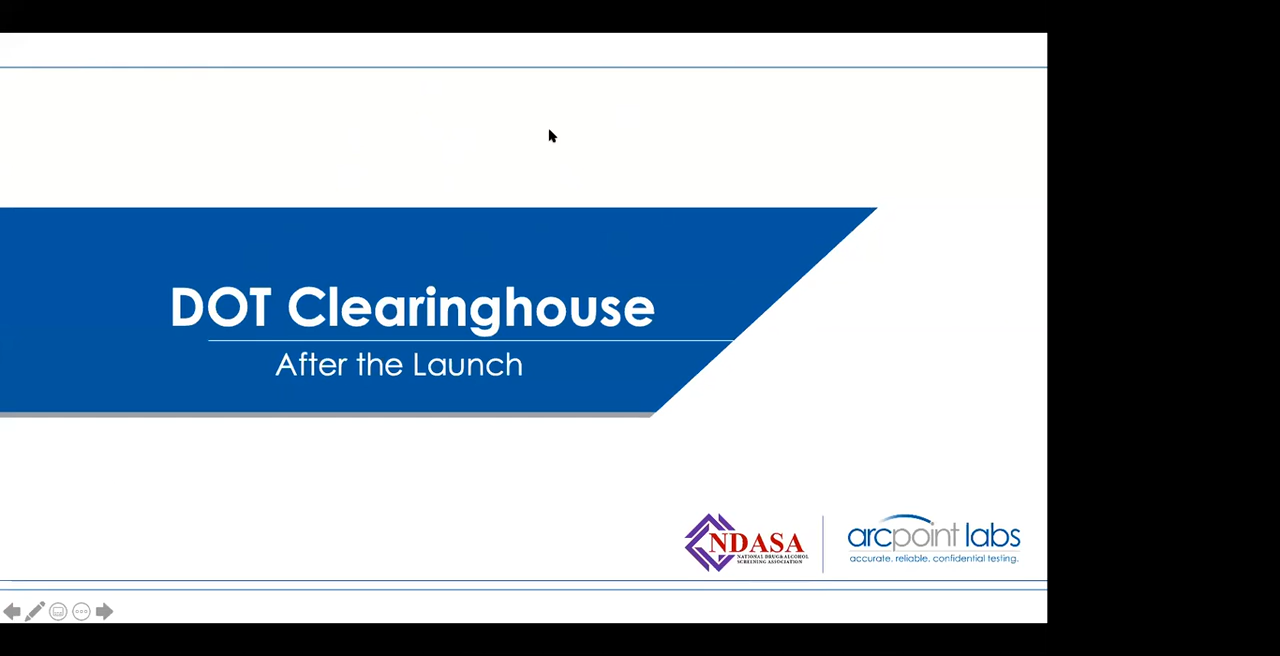 DOT Clearinghouse
After the Launch
NDASA
NATIONAL DRUG & ALCOHOL
SCREENING ASSOCIATION
arcpoint labs
accurate. reliable. confidential testing.